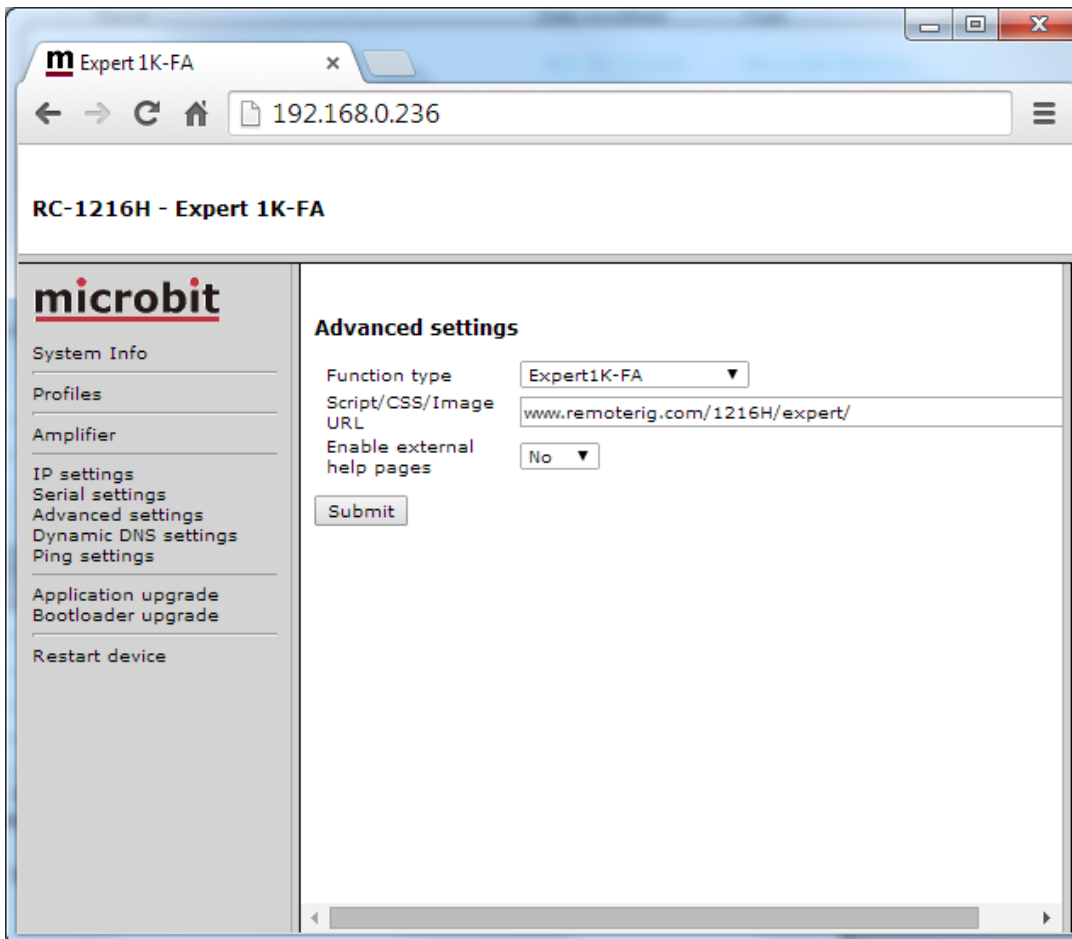 m Expert 1K-FA
192.168.0.236
RC-1216H - Expert 1K-FA
microbit
System Info
Profiles
Amplifier
IP settings
Serial settings
Advanced settings
Dynamic DNS settings
Ping settings
Application upgrade
Bootloader upgrade
Restart device
Advanced settings
Function type
Expert1K-FA
Script/CSS/Image
URL
www.remoterig.com/1216H/expert/
Enable external
help pages
No
Submit